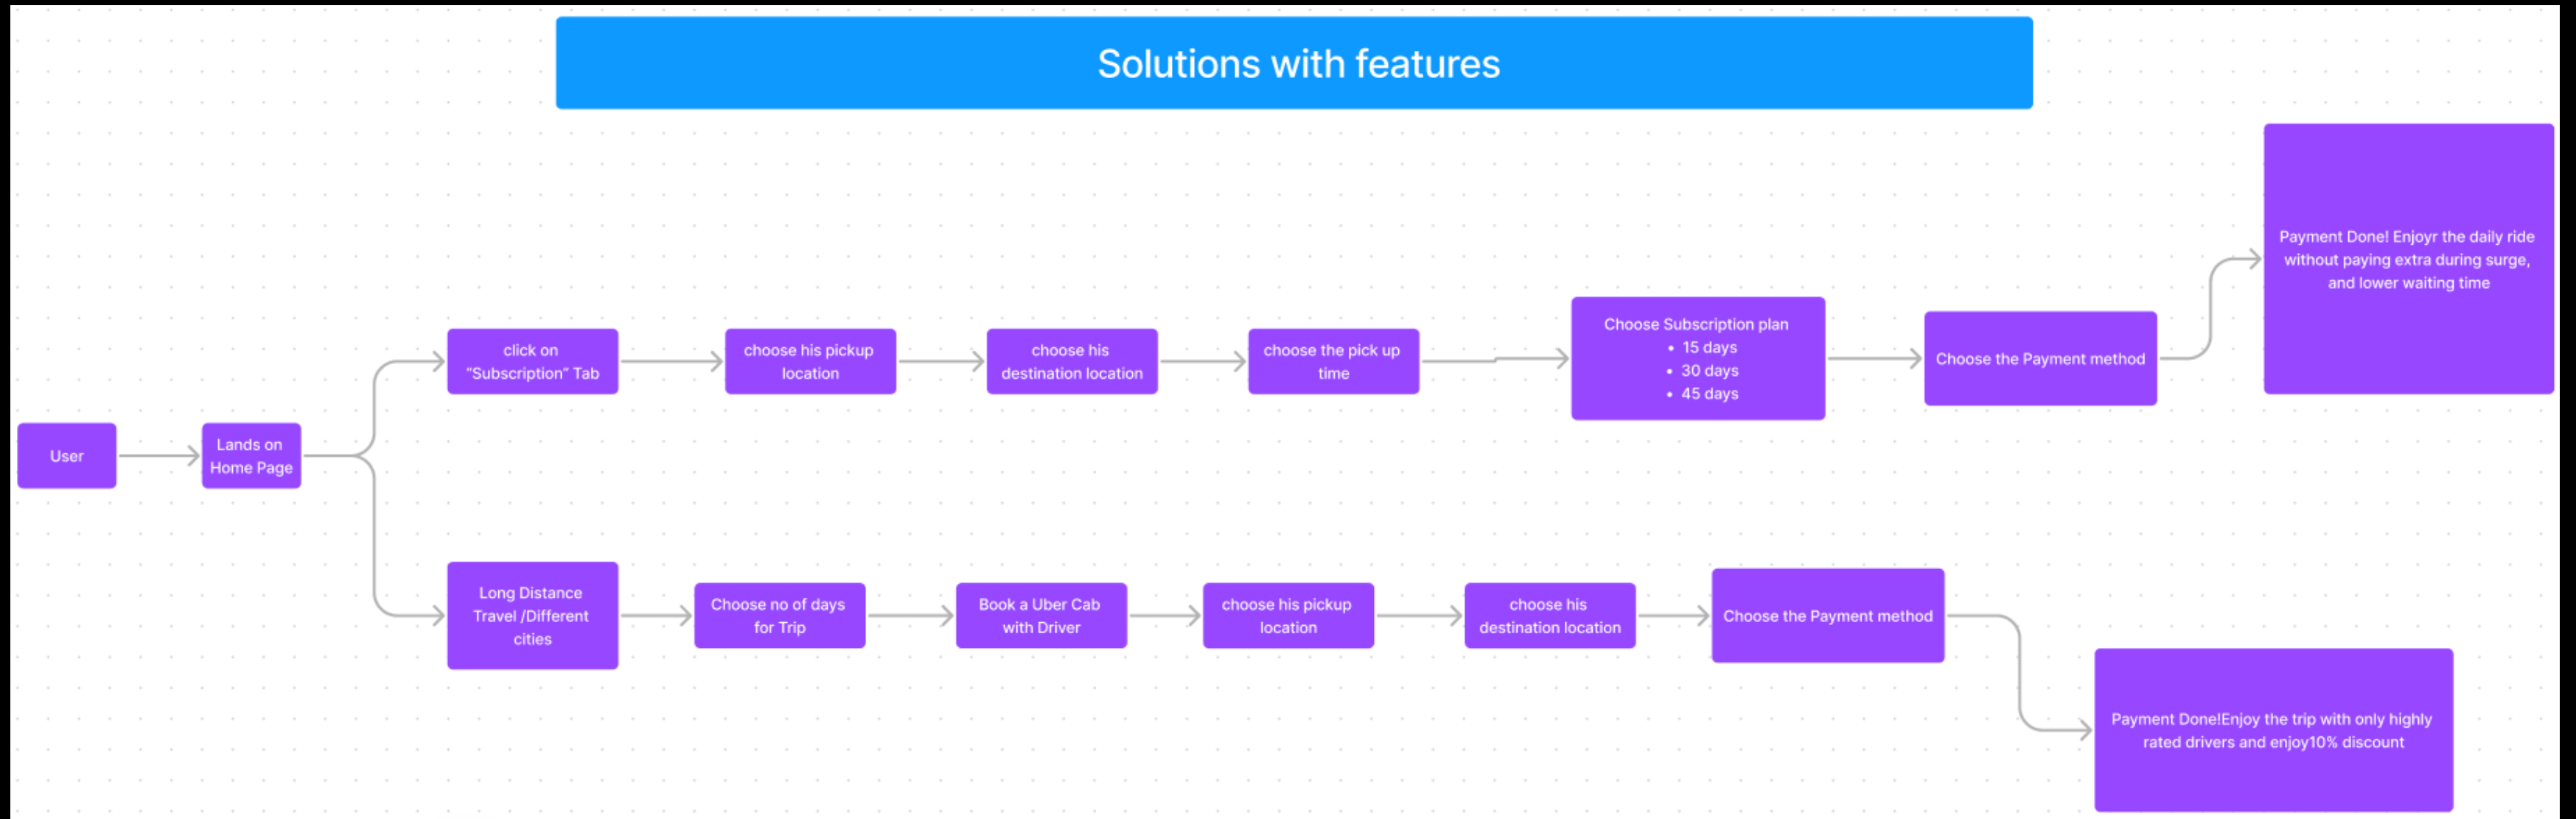 Solutions with features
User
Lands on
Home Page
click on
“Subscription” Tab
choose his pickup
location
choose his
destination location
choose the pick up
time
Choose Subscription plan
• 15 days
• 30 days
• 45 days
Choose the Payment method
Payment Done! Enjoyr the daily ride
without paying extra during surge,
and lower waiting time
Long Distance
Travel /Different
cities
Choose no of days
for Trip
Book a Uber Cab
with Driver
choose his pickup
location
choose his
destination location
Choose the Payment method
Payment Done!Enjoy the trip with only highly
rated drivers and enjoy10% discount